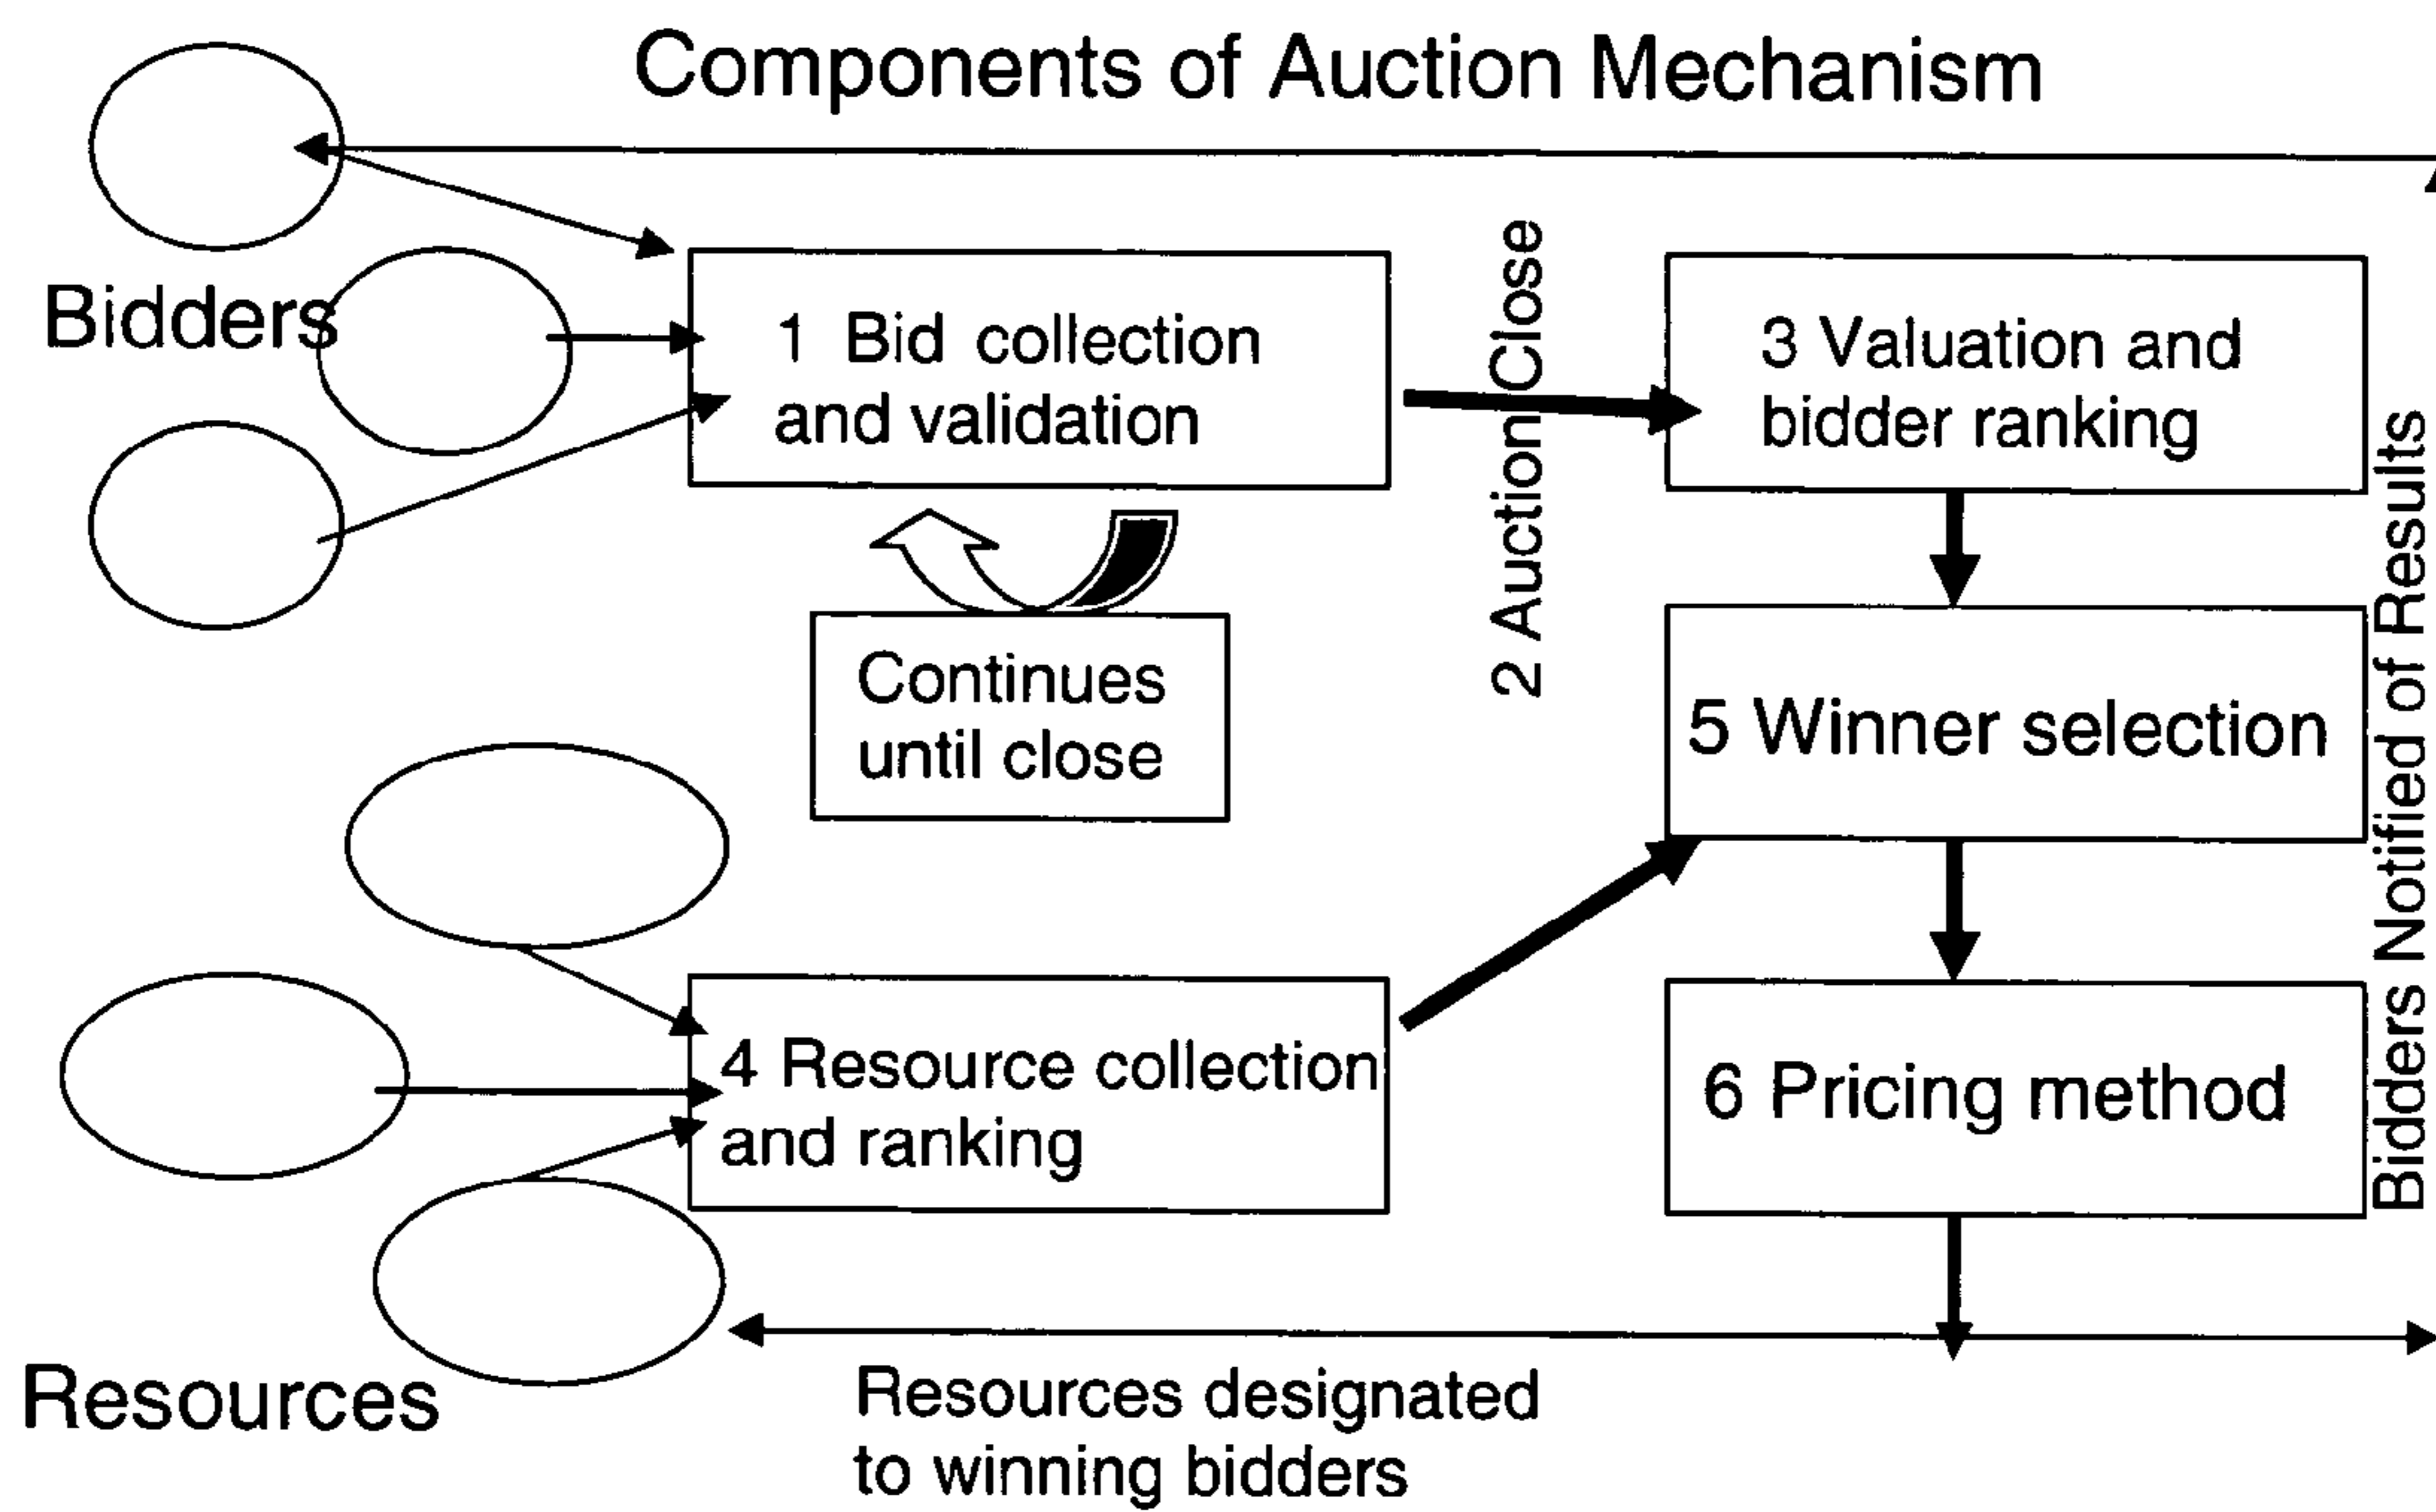 Components of Auction Mechanism
Bidders
1 Bid collection
and validation
Continues
until close
2 Auction Close
3 Valuation and
bidder ranking
4 Resource collection
and ranking
5 Winner selection
6 Pricing method
Bidders Notified of Results
Resources
Resources designated
to winning bidders